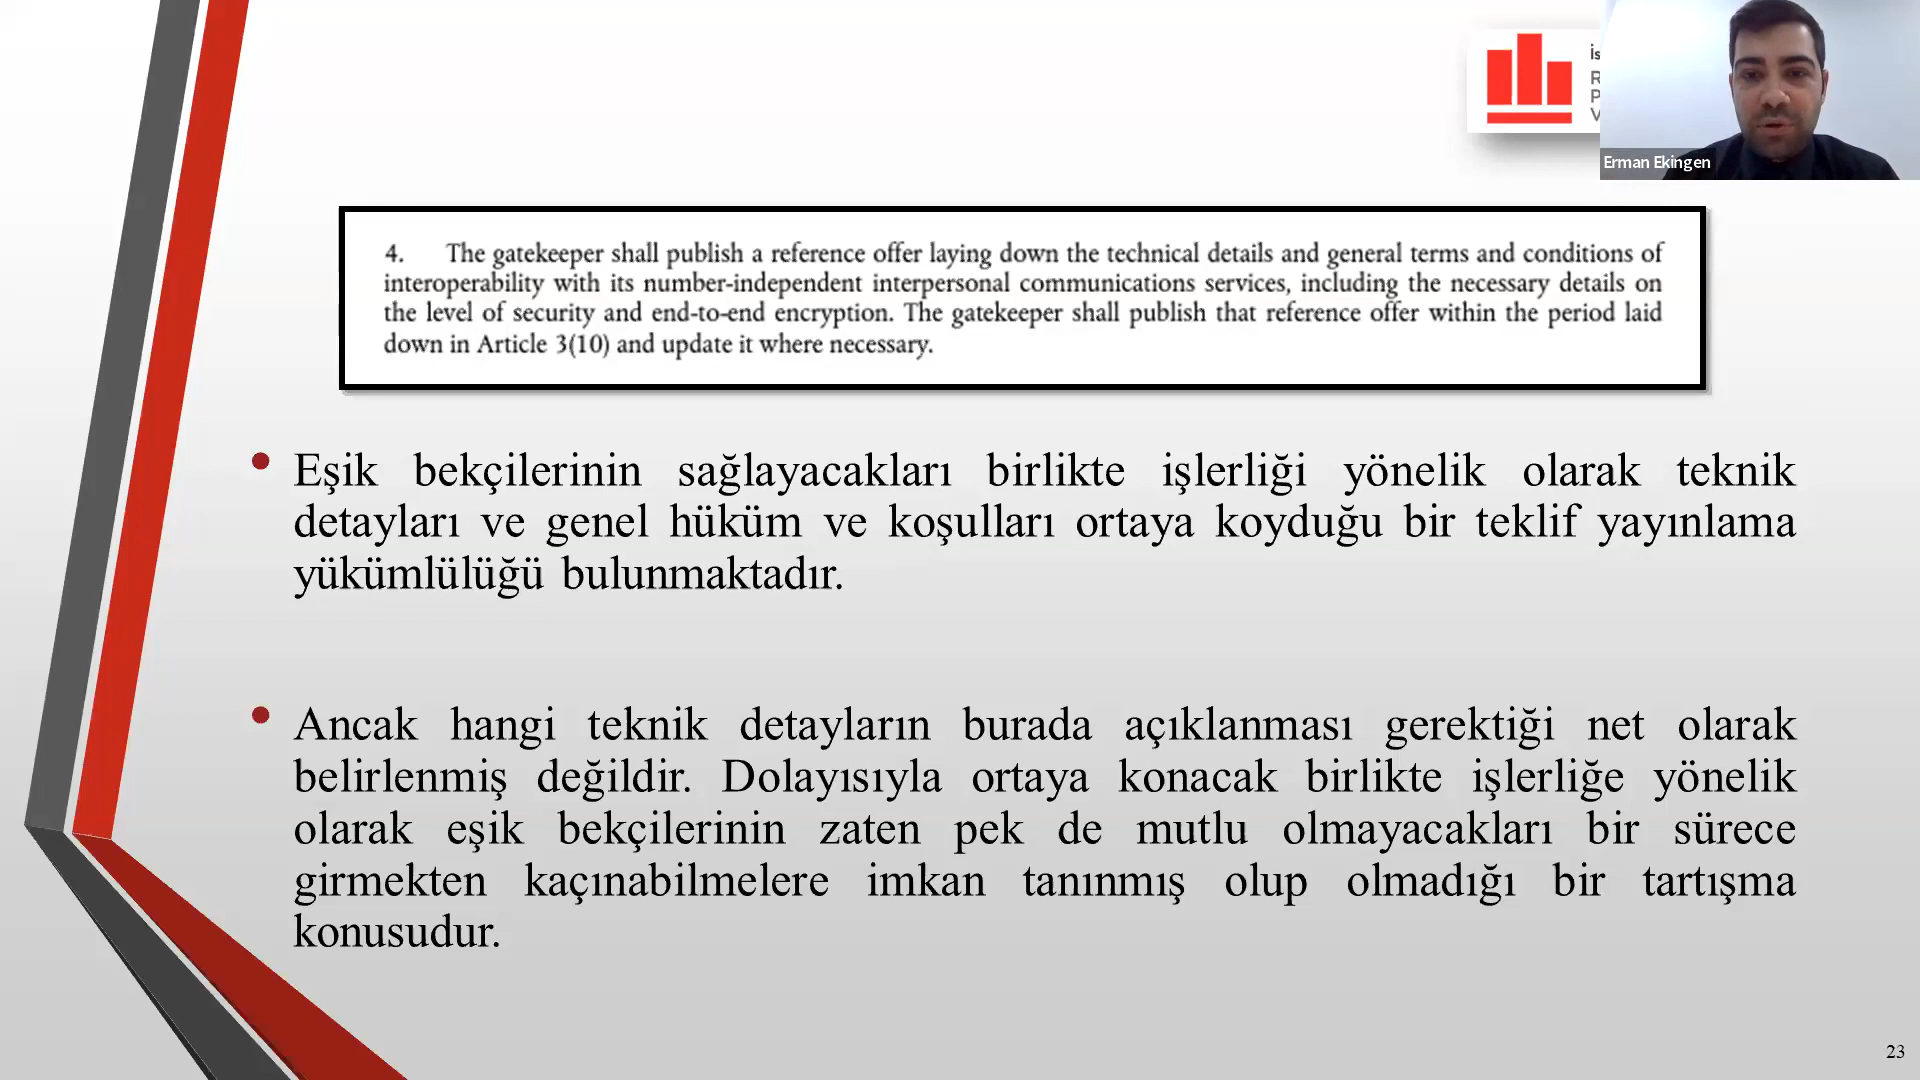 İs
R
P
V
Erman Ekingen
4. The gatekeeper shall publish a reference offer laying down the technical details and general terms and conditions of
interoperability with its number-independent interpersonal communications services, including the necessary details on
the level of security and end-to-end encryption. The gatekeeper shall publish that reference offer within the period laid
down in Article 3(10) and update it where necessary.
• Eşik bekçilerinin sağlayacakları birlikte işlerliği yönelik olarak teknik
detayları ve genel hüküm ve koşulları ortaya koyduğu bir teklif yayınlama
yükümlülüğü bulunmaktadır.
• Ancak hangi teknik detayların burada açıklanması gerektiği net olarak
belirlenmiş değildir. Dolayısıyla ortaya konacak birlikte işlerliğe yönelik
olarak eşik bekçilerinin zaten pek de mutlu olmayacakları bir sürece
girmekten kaçınabilmelere imkan tanınmış olup olmadığı bir tartışma
konusudur.
23